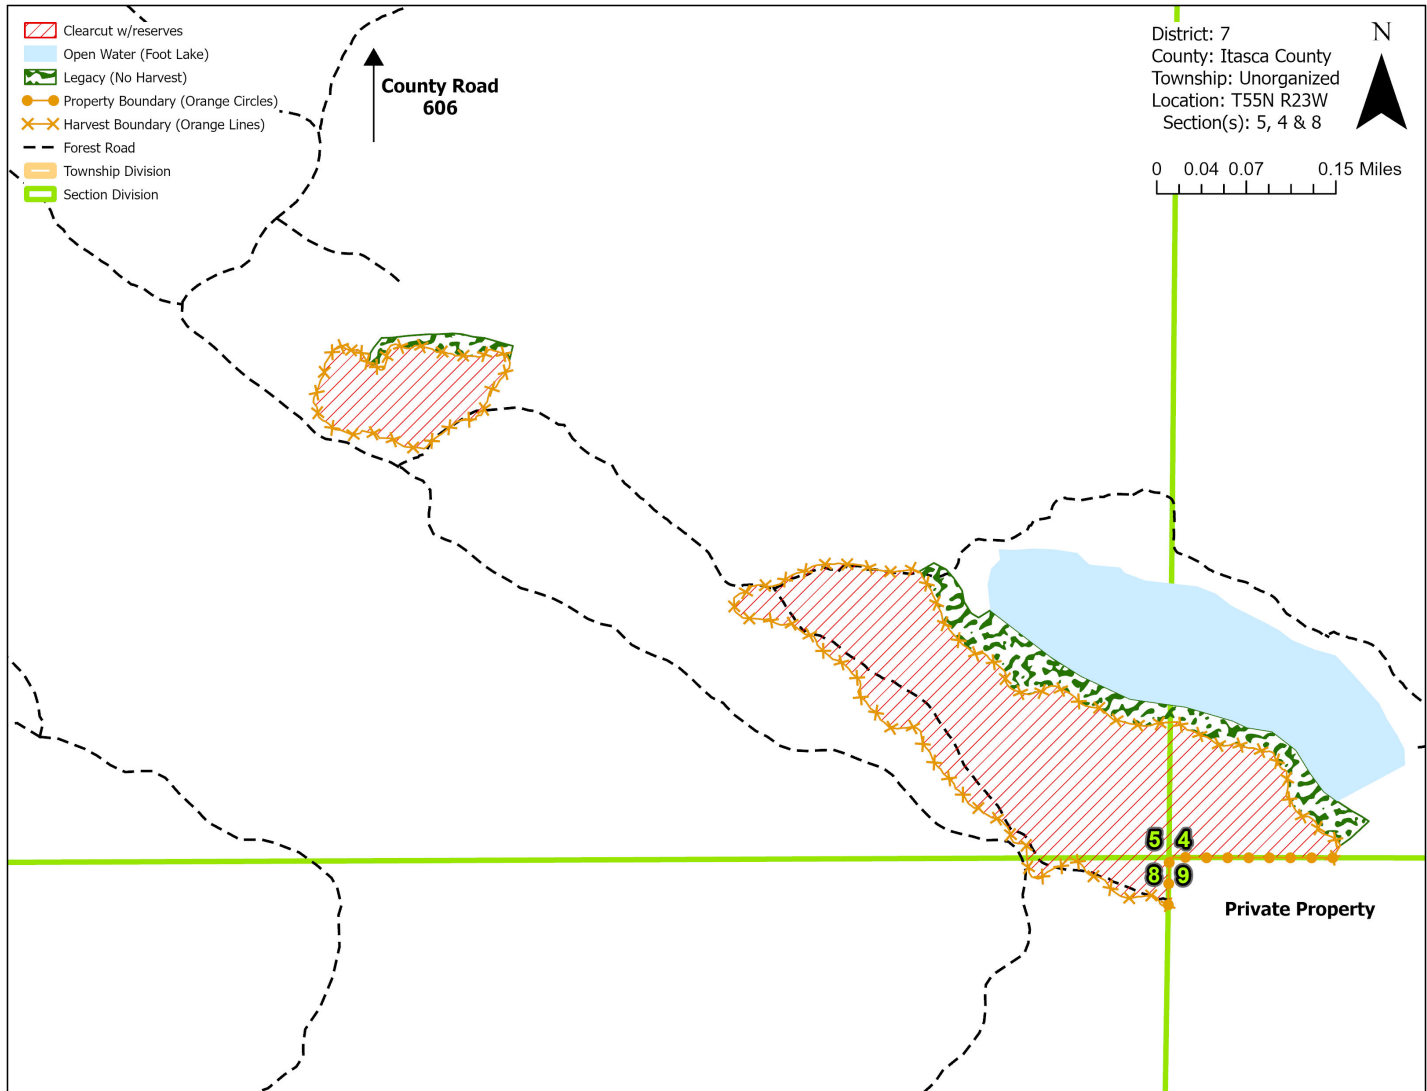 Clearcut w/reserves
Open Water (Foot Lake)
Legacy (No Harvest)
Property Boundary (Orange Circles)
Harvest Boundary (Orange Lines)
Forest Road
Township Division
Section Division
County Road
606
District: 7
County: Itasca County
Township: Unorganized
Location: T55N R23W
Section(s): 5, 4 & 8
N
0 0.04 0.07 0.15 Miles
5 4
8 9
Private Property